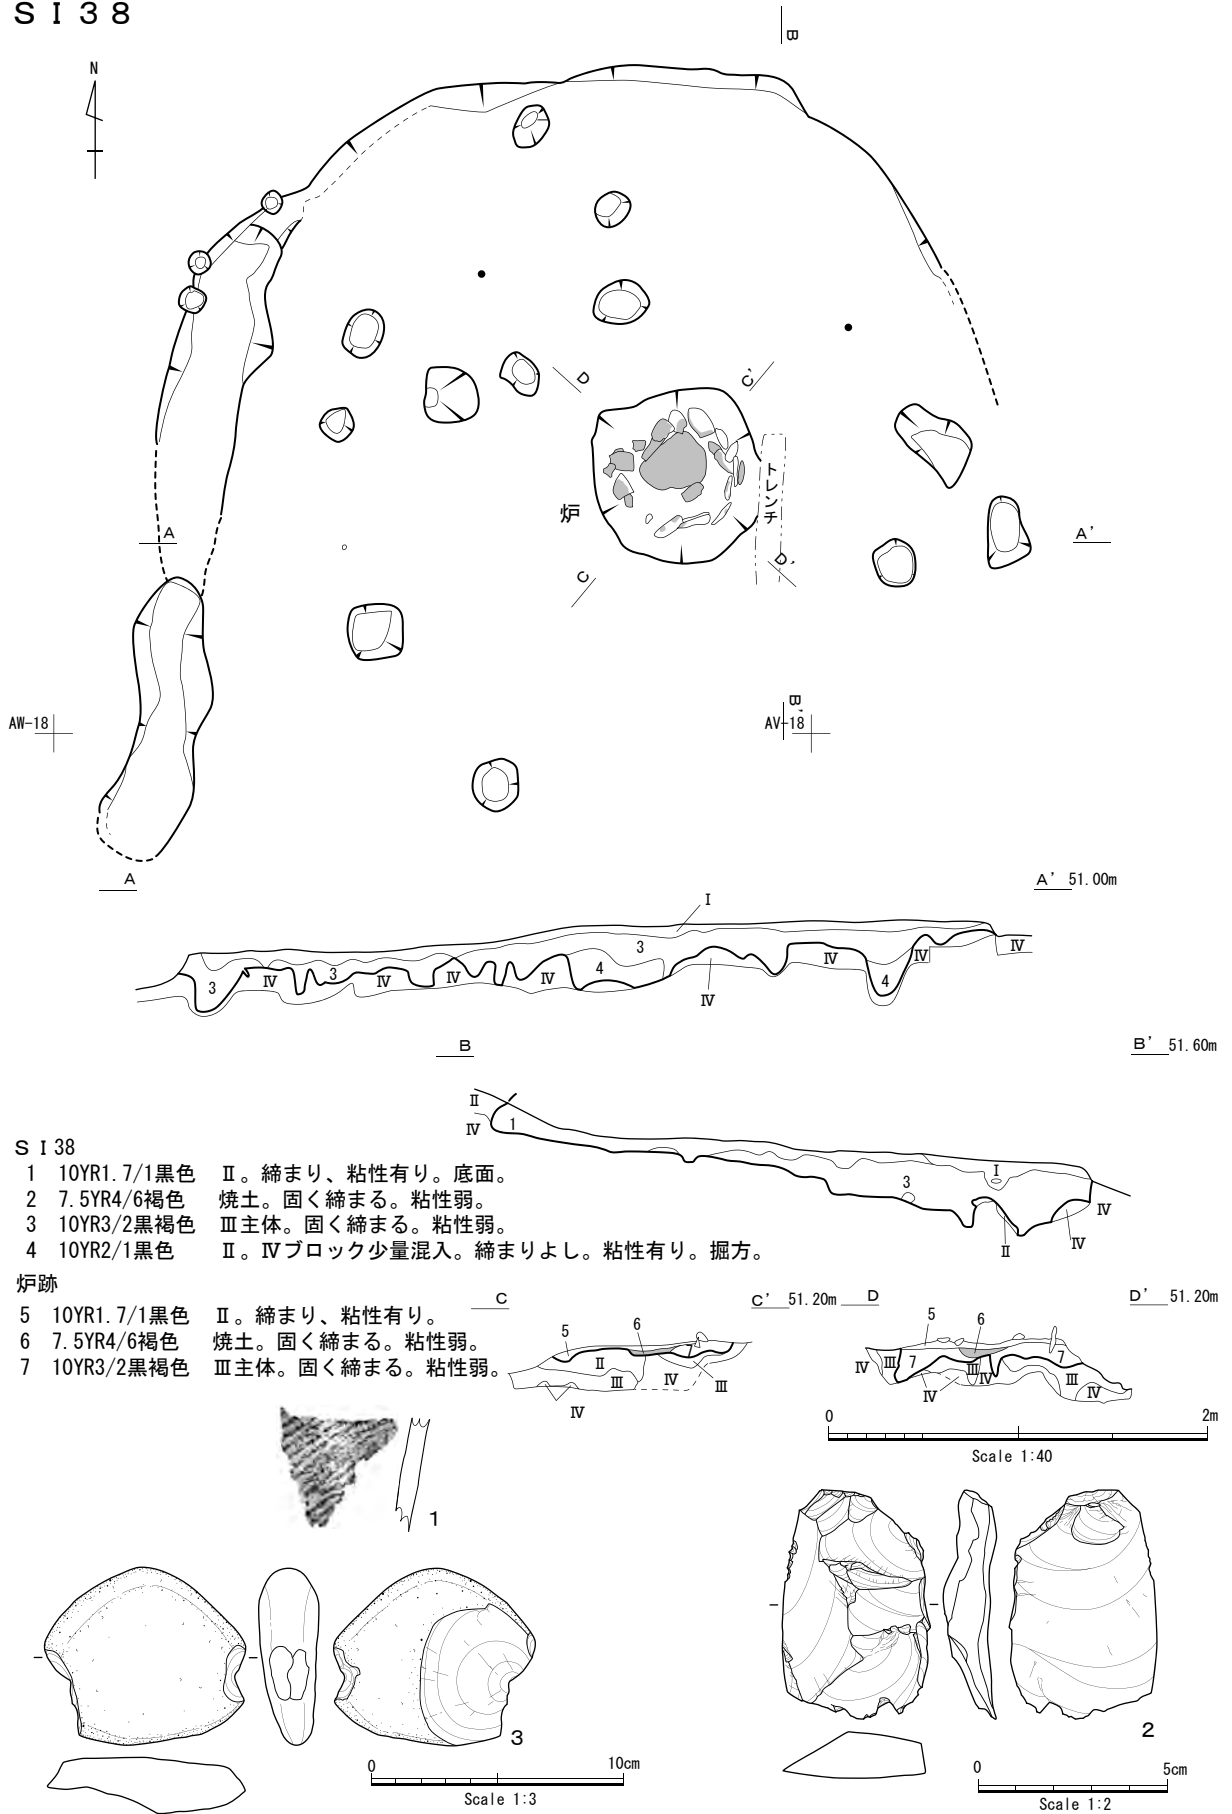 ＳＩ３８
B
N
D
C'
トレンチ
炉
A
A'
D'
C
AW-18
B'
AV-18
A
A' 51.00m
I
3
3
3
4
4
Ⅳ
Ⅳ
Ⅳ
Ⅳ
Ⅳ
Ⅳ
Ⅳ
Ⅳ
B
B' 51.60m
Ⅱ
Ⅳ
1
3
I
Ⅳ
Ⅱ
Ⅳ
ＳＩ38
1 10YR1.7/1黒色 Ⅱ。締まり、粘性有り。底面。
2 7.5YR4/6褐色 焼土。固く締まる。粘性弱。
3 10YR3/2黒褐色 Ⅲ主体。固く締まる。粘性弱。
4 10YR2/1黒色 Ⅱ。Ⅳブロック少量混入。締まりよし。粘性有り。掘方。
炉跡
5 10YR1.7/1黒色 Ⅱ。締まり、粘性有り。
6 7.5YR4/6褐色 焼土。固く締まる。粘性弱。
7 10YR3/2黒褐色 Ⅲ主体。固く締まる。粘性弱。
C
C' 51.20m
5
6
7
Ⅱ
Ⅲ
Ⅳ
Ⅲ
Ⅳ
D
D' 51.20m
5
6
Ⅳ
Ⅲ
7
Ⅲ
Ⅳ
7
Ⅲ
Ⅳ
Ⅳ
0 2m
Scale 1:40
1
2
3
0 10cm
Scale 1:3
0 5cm
Scale 1:2